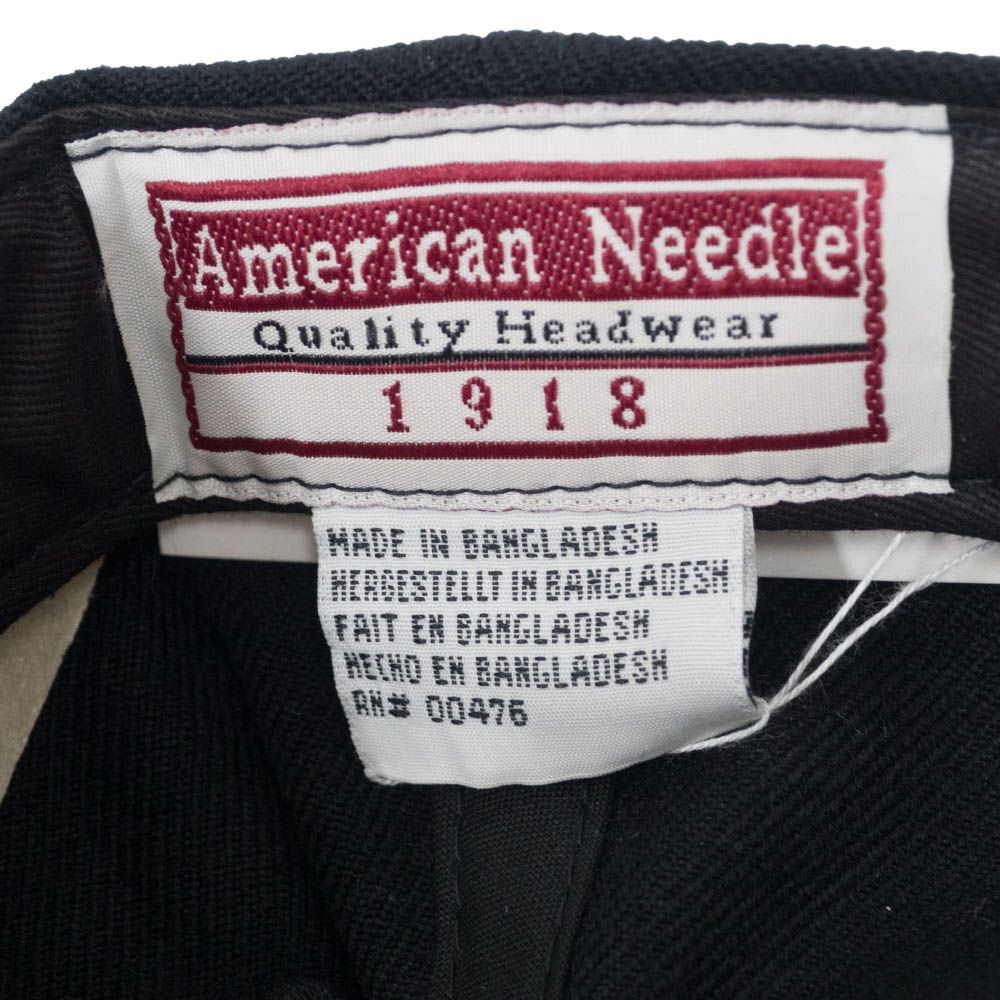 American Needle
Quality Headwear
1918
MADE IN BANGLADESH
HERGESTELLT IN BANGLADESH
FAIT EN BANGLADESH
HECHO EN BANGLADESH
RN# 00476